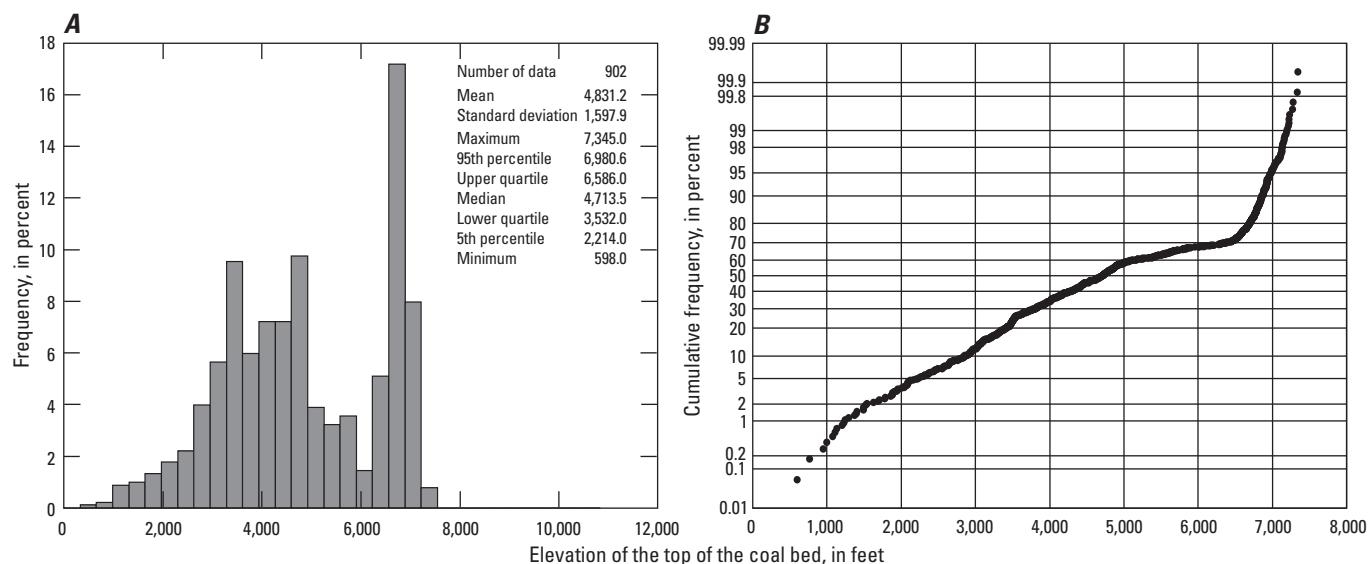 A
Frequency, in percent
18
16
14
12
10
8
6
4
2
0
0 2,000 4,000 6,000 8,000 10,000 12,000
Number of data 902
Mean 4,831.2
Standard deviation 1,597.9
Maximum 7,345.0
95th percentile 6,980.6
Upper quartile 6,586.0
Median 4,713.5
Lower quartile 3,532.0
5th percentile 2,214.0
Minimum 598.0
B
Cumulative frequency, in percent
99.99
99.9
99.8
99
98
95
90
80
70
60
50
40
30
20
10
5
2
1
0.2
0.1
0.01
0 1,000 2,000 3,000 4,000 5,000 6,000 7,000 8,000
Elevation of the top of the coal bed, in feet